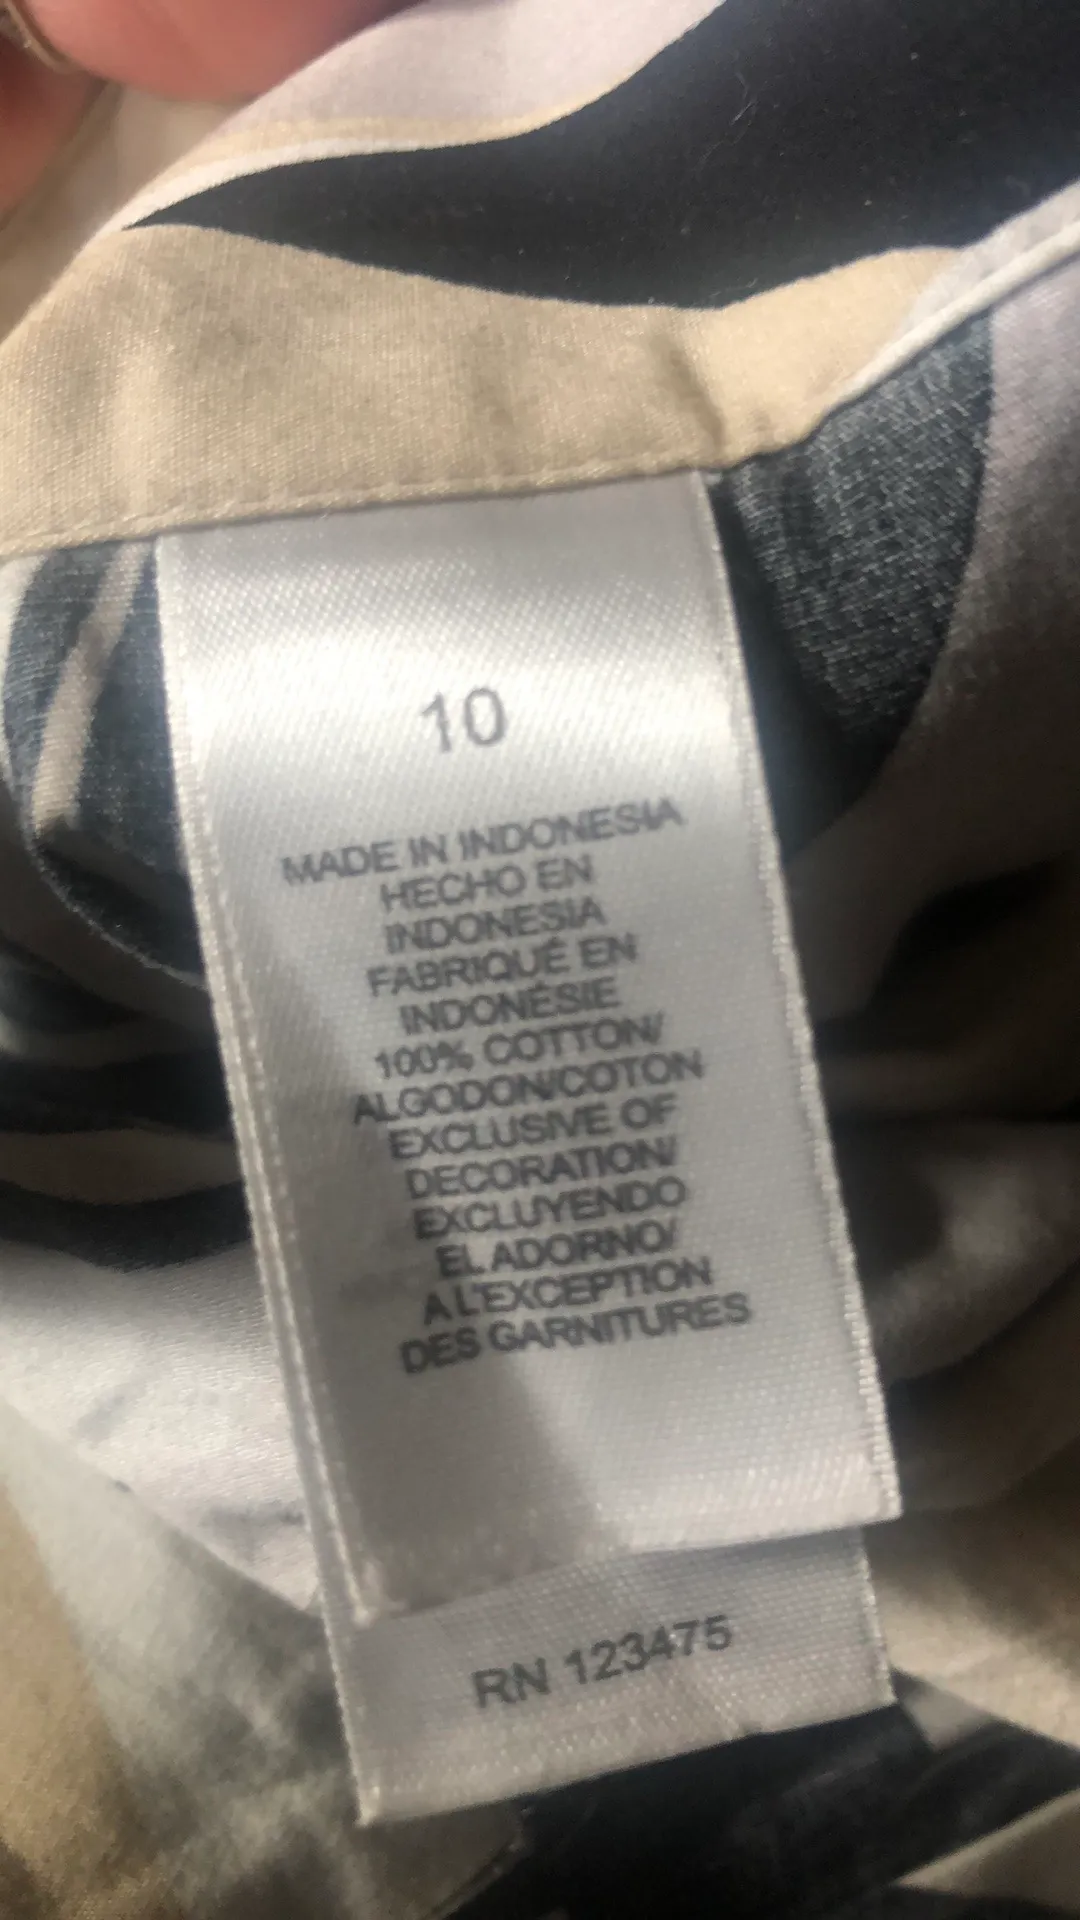 10
MADE IN INDONESIA
HECHO EN
INDONESIA
FABRIQUÉ EN
INDONÉSIE
100% COTTON/
ALGODON/COTON
EXCLUSIVE OF
DECORATION/
EXCLUYENDO
EL ADORNO/
A L'EXCEPTION
DES GARNITURES
RN 123475